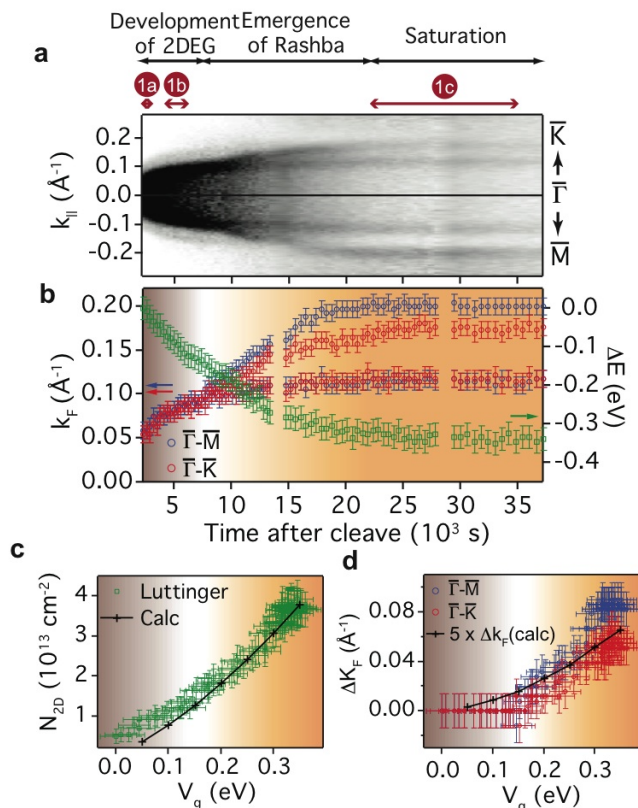 Development of 2DEG
Emergence of Rashba
Saturation
a
1a
1b
1c
k|| (Å⁻¹)
0.2
0.1
0.0
-0.1
-0.2
K̅
Γ̅
M̅
b
k_F (Å⁻¹)
0.20
0.15
0.10
0.05
0.00
Γ̅-M̅
Γ̅-K̅
0.0
-0.1
-0.2
-0.3
-0.4
ΔE (eV)
5 10 15 20 25 30 35
Time after cleave (10³ s)
c
N_2D (10¹³ cm⁻²)
4
3
2
1
Luttinger
Calc
0.0 0.1 0.2 0.3
V_g (eV)
d
Γ̅-M̅
Γ̅-K̅
5 x Δk_F(calc)
ΔK_F (Å⁻¹)
0.08
0.04
0.00
0.0 0.1 0.2 0.3
V_g (eV)